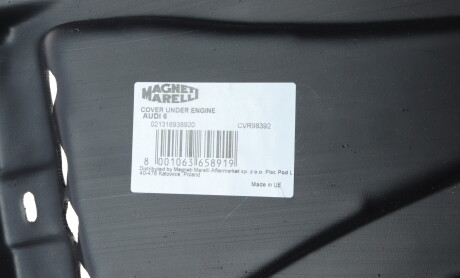 MAGNETI
MARELLI
COVER UNDER ENGINE
AUDI 6
021316938920 CVR98392
8 001063 658919
Distributed by Magneti Marelli Aftermarket sp. z o.o. Plac Pod L
40-476 Katowice Poland
Made in UE